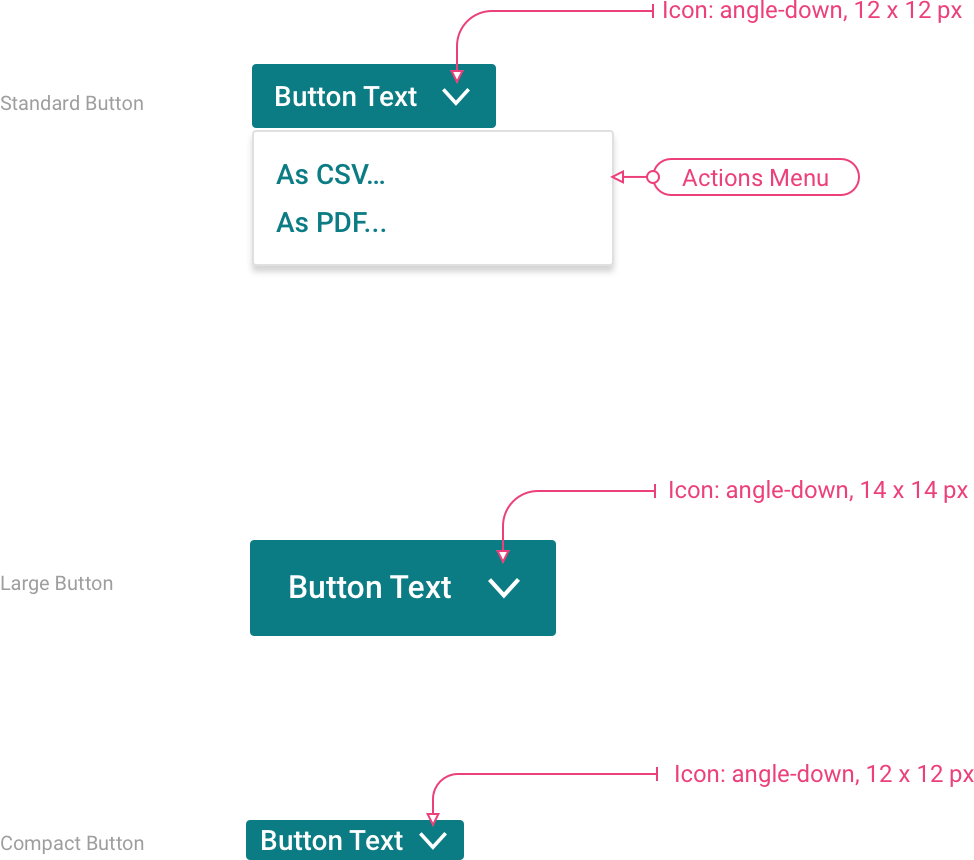 Icon: angle-down, 12 x 12 px
Standard Button
Button Text
As CSV...
Actions Menu
As PDF...
Icon: angle-down, 14 x 14 px
Large Button
Button Text
Icon: angle-down, 12 x 12 px
Compact Button
Button Text